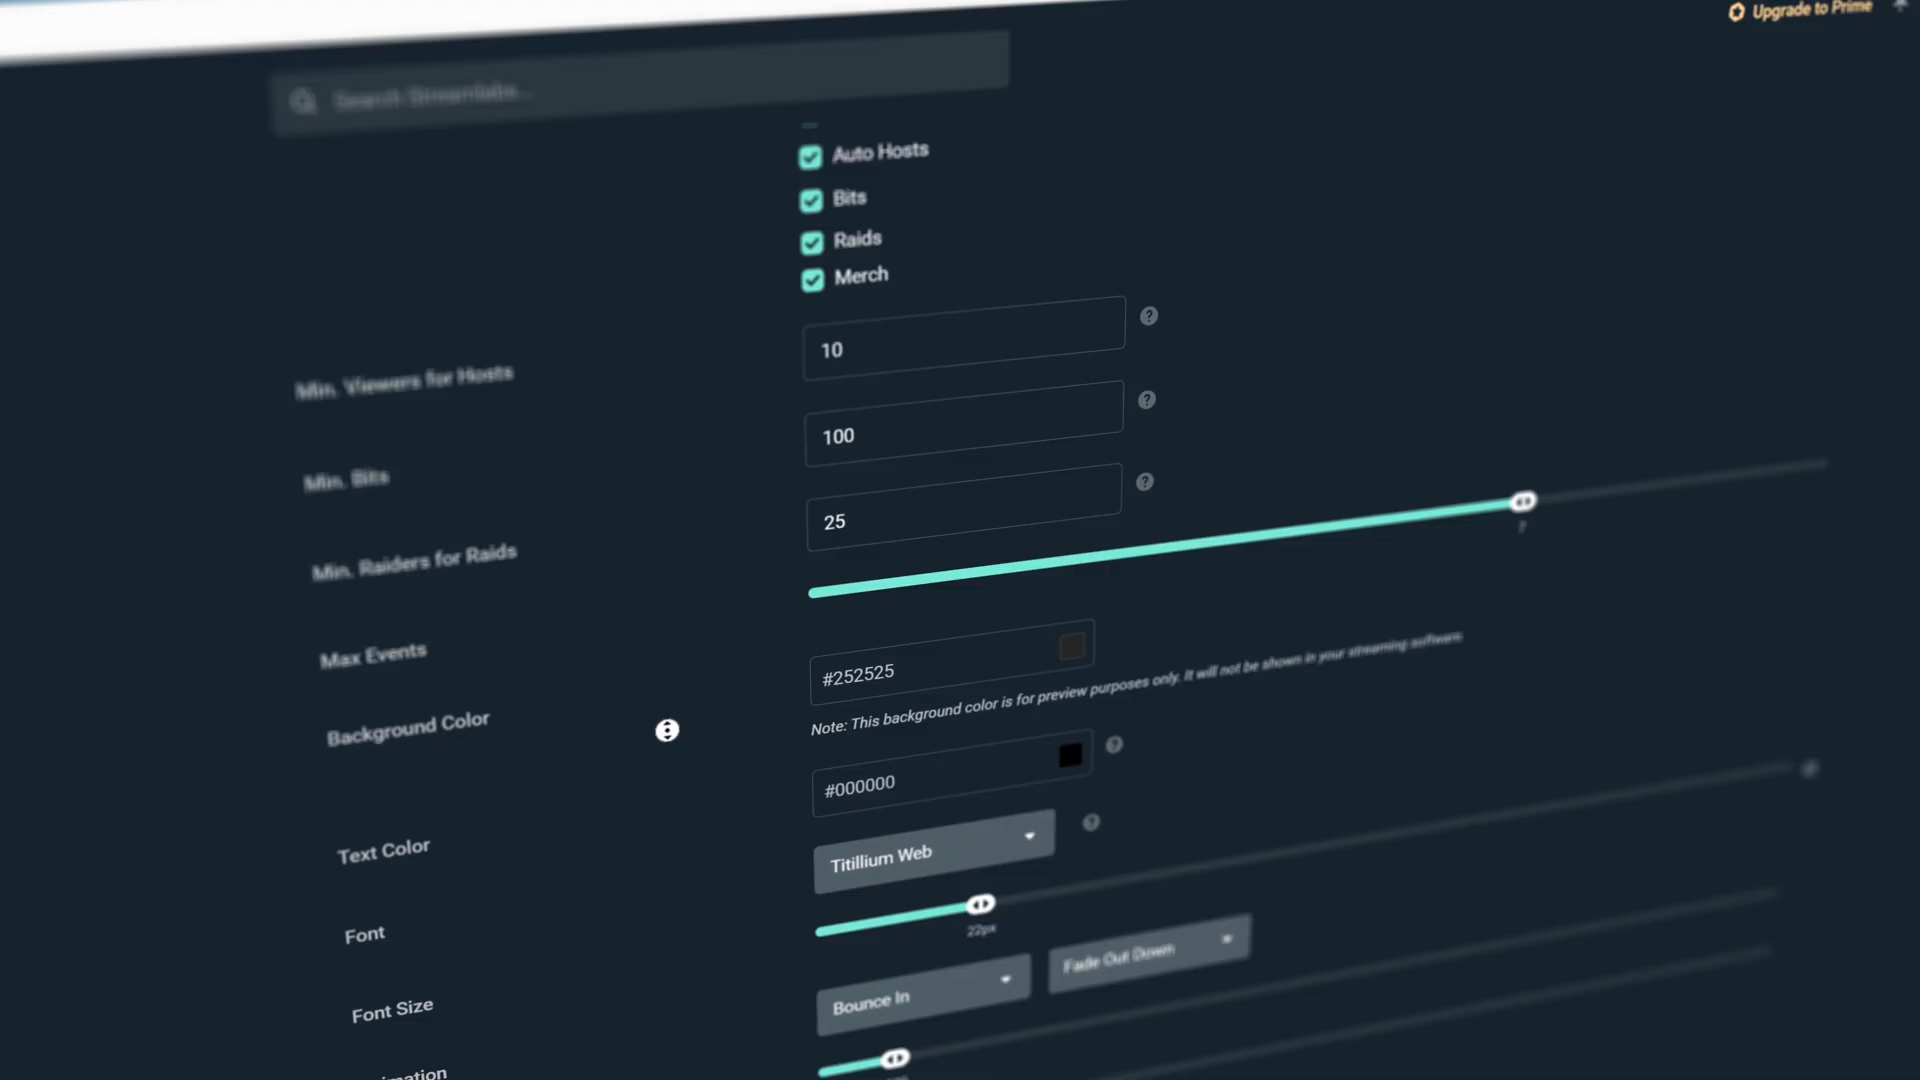 Upgrade to Prime
Search Streamlabs...
Auto Hosts
Bits
Raids
Merch
Min. Viewers for Hosts
10
Min. Bits
100
Min. Raiders for Raids
25
Max Events
7
Background Color
#252525
Note: This background color is for preview purposes only. It will not be shown in your streaming software
Text Color
#000000
Font
Titillium Web
Font Size
22px
Bounce In
Fade Out Down